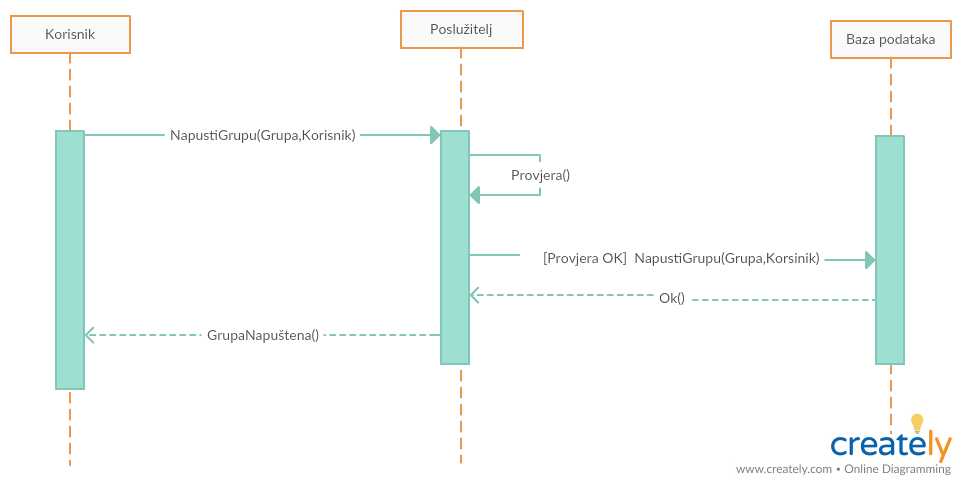 Korisnik
Poslužitelj
Baza podataka
NapustiGrupu(Grupa,Korisnik)
Provjera()
[Provjera OK] NapustiGrupu(Grupa,Korsinik)
Ok()
GrupaNapuštena()
creately
www.creately.com • Online Diagramming